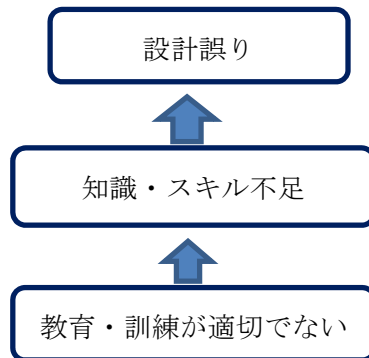 設計誤り
知識・スキル不足
教育・訓練が適切でない